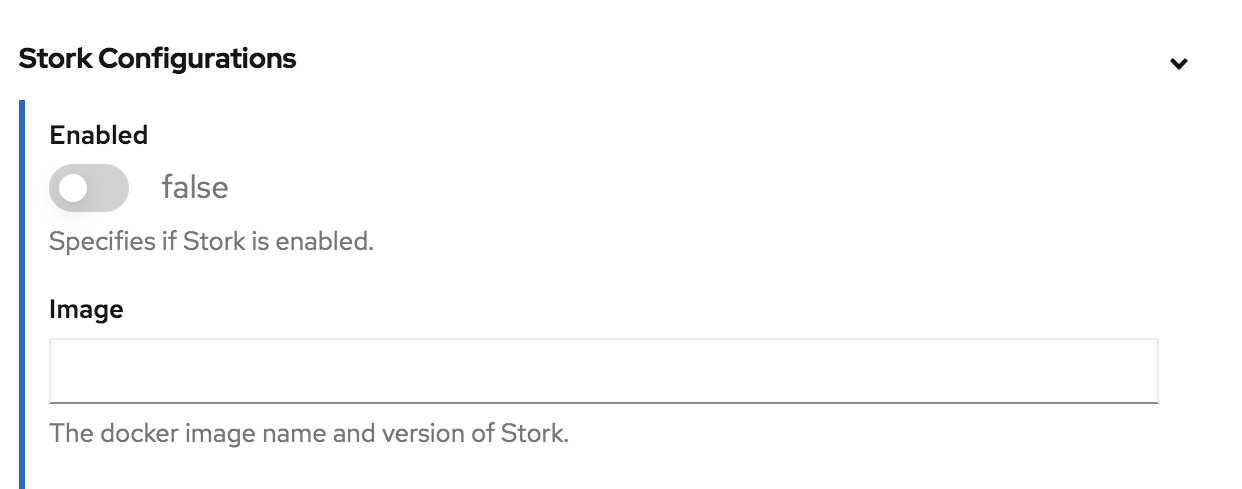 Stork Configurations
Enabled
false
Specifies if Stork is enabled.
Image
The docker image name and version of Stork.